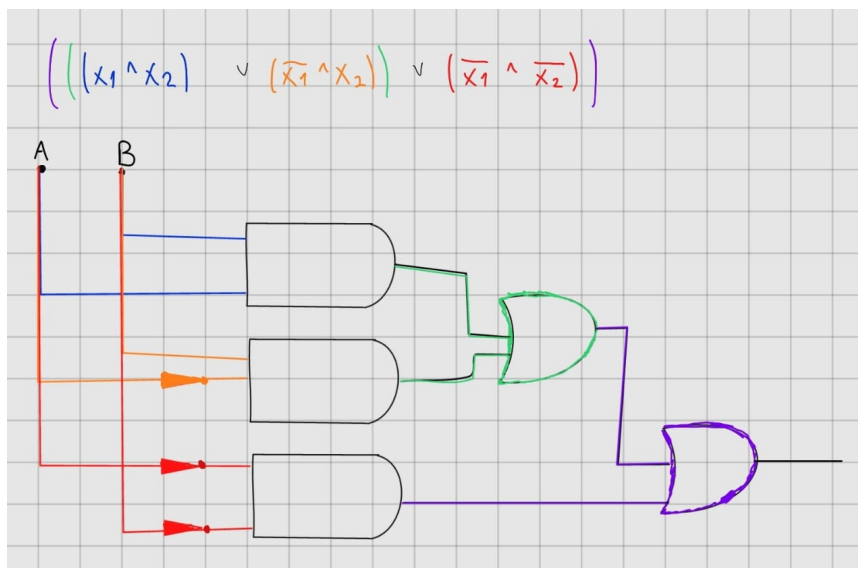 (((x₁ ∧ x₂) ∨ (x̅₁̅ ∧ x₂)) ∨ (x̅₁̅ ∧ x̅₂̅))
A B